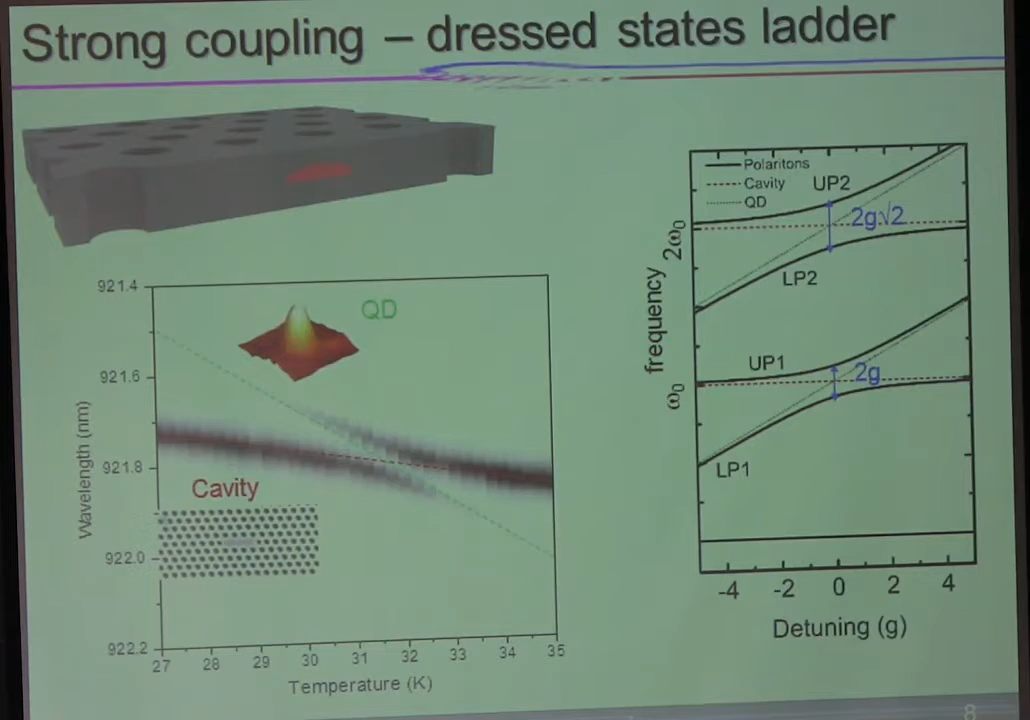 Strong coupling – dressed states ladder
921.4
921.6
921.8
922.0
922.2
Wavelength (nm)
QD
Cavity
27 28 29 30 31 32 33 34 35
Temperature (K)
Polaritons
Cavity
QD
UP2
2g√2
LP2
UP1
2g
LP1
2ω₀
frequency
ω₀
-4 -2 0 2 4
Detuning (g)
8